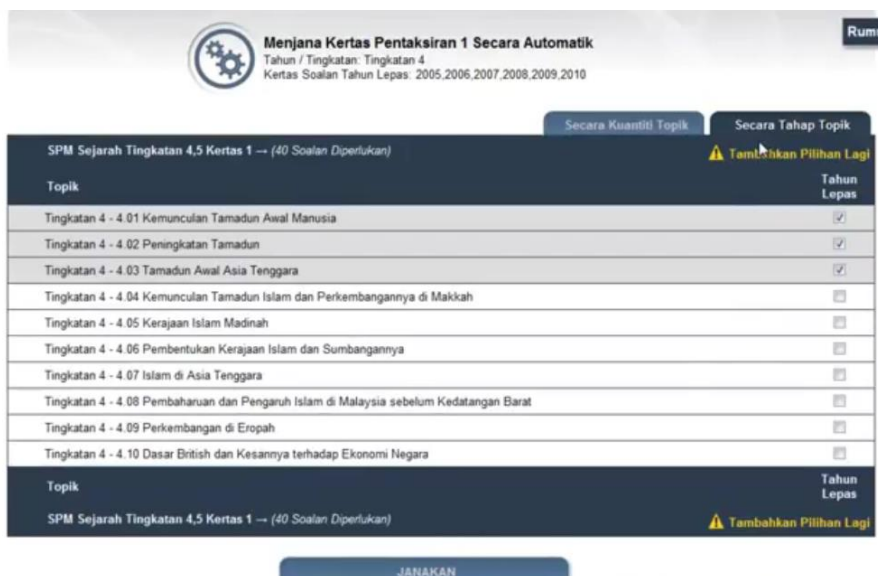 Menjana Kertas Pentaksiran 1 Secara Automatik
Tahun / Tingkatan: Tingkatan 4
Kertas Soalan Tahun Lepas: 2005,2006,2007,2008,2009,2010
Secara Kuantiti Topik
Secara Tahap Topik
SPM Sejarah Tingkatan 4,5 Kertas 1 → (40 Soalan Diperlukan)
Tambahkan Pilihan Lagi
Topik
Tahun
Lepas
Tingkatan 4 - 4.01 Kemunculan Tamadun Awal Manusia
Tingkatan 4 - 4.02 Peningkatan Tamadun
Tingkatan 4 - 4.03 Tamadun Awal Asia Tenggara
Tingkatan 4 - 4.04 Kemunculan Tamadun Islam dan Perkembangannya di Makkah
Tingkatan 4 - 4.05 Kerajaan Islam Madinah
Tingkatan 4 - 4.06 Pembentukan Kerajaan Islam dan Sumbangannya
Tingkatan 4 - 4.07 Islam di Asia Tenggara
Tingkatan 4 - 4.08 Pembaharuan dan Pengaruh Islam di Malaysia sebelum Kedatangan Barat
Tingkatan 4 - 4.09 Perkembangan di Eropah
Tingkatan 4 - 4.10 Dasar British dan Kesannya terhadap Ekonomi Negara
Topik
Tahun
Lepas
SPM Sejarah Tingkatan 4,5 Kertas 1 → (40 Soalan Diperlukan)
Tambahkan Pilihan Lagi
JANAKAN